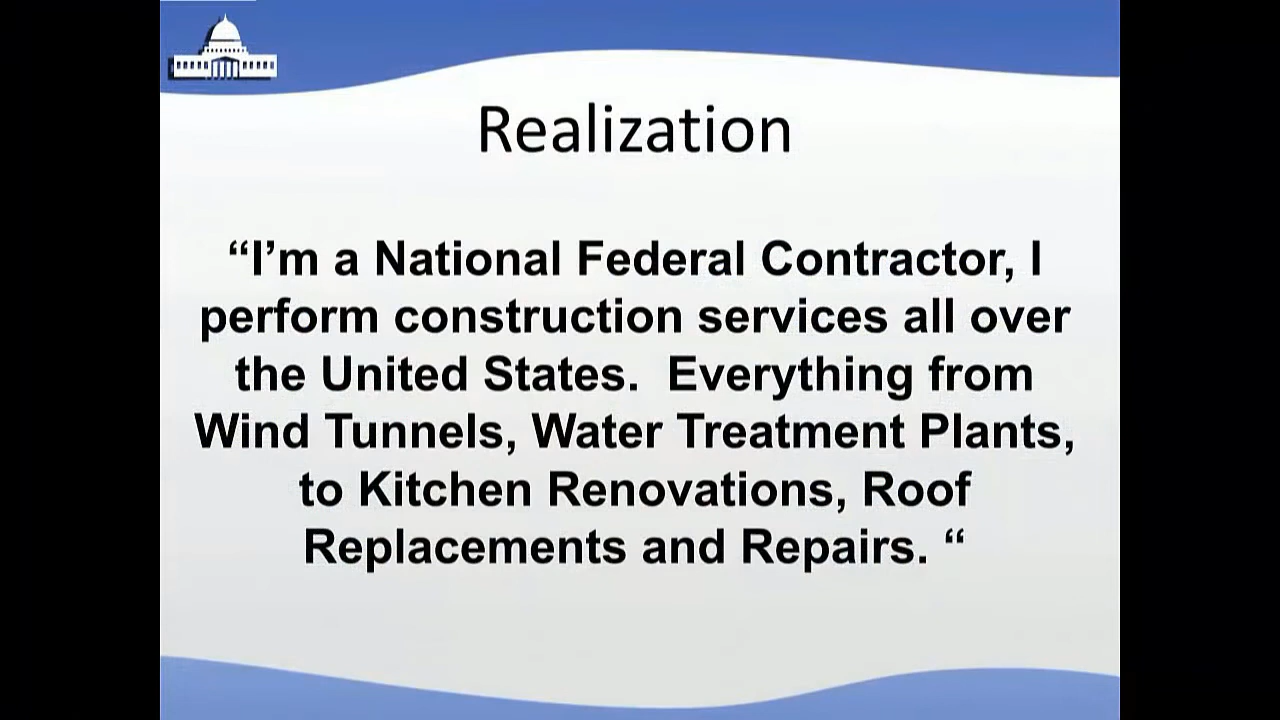 Realization
“I’m a National Federal Contractor, I
perform construction services all over
the United States.  Everything from
Wind Tunnels, Water Treatment Plants,
to Kitchen Renovations, Roof
Replacements and Repairs. “